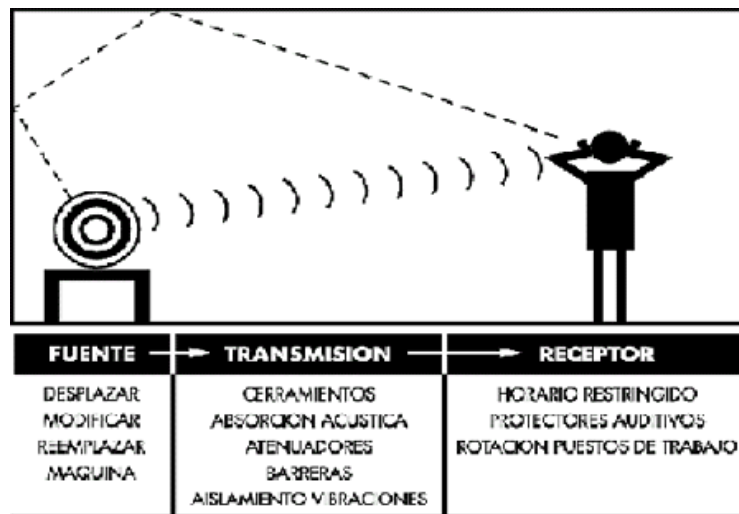 FUENTE → TRANSMISION → RECEPTOR
DESPLAZAR
MODIFICAR
REEMPLAZAR
MAQUINA
CERRAMIENTOS
ABSORCION ACUSTICA
ATENUADORES
BARRERAS
AISLAMIENTO VIBRACIONES
HORARIO RESTRINGIDO
PROTECTORES AUDITIVOS
ROTACION PUESTOS DE TRABAJO